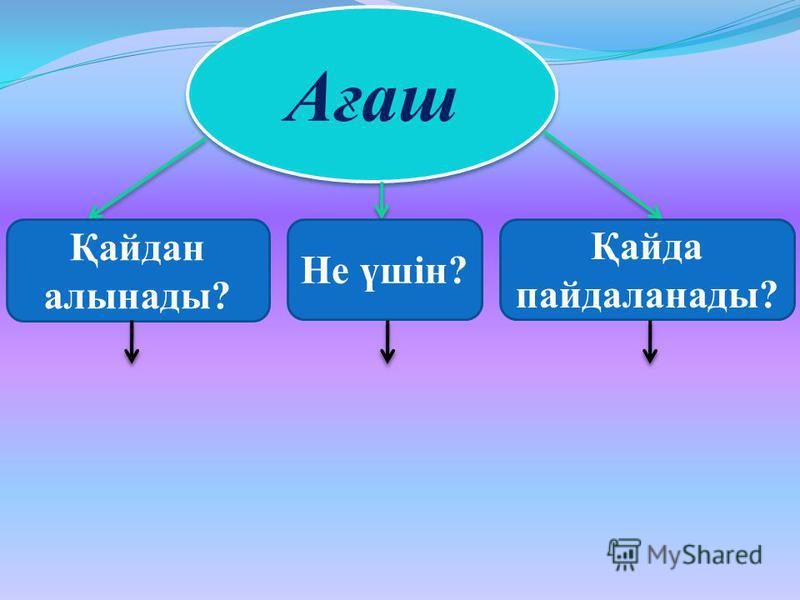 Ағаш
Қайдан
алынады?
Не үшін?
Қайда
пайдаланады?
MyShared